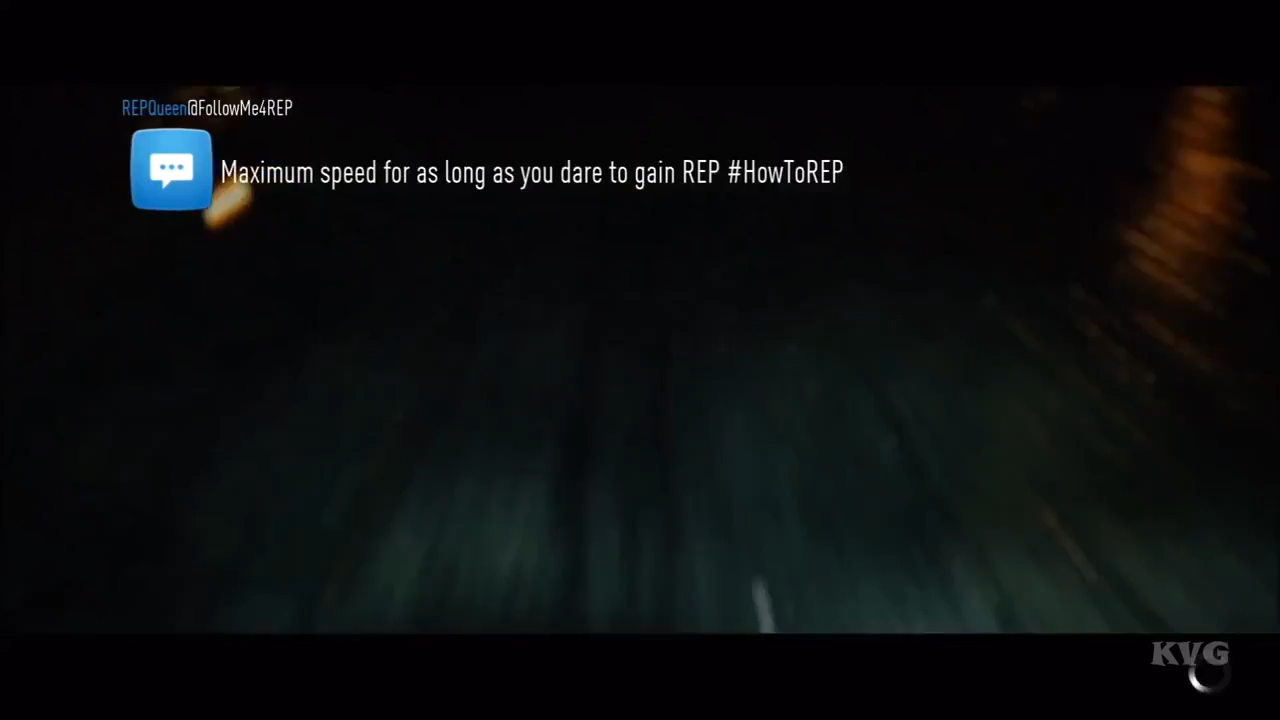 REPQueen@FollowMe4REP
Maximum speed for as long as you dare to gain REP #HowToREP
KVG